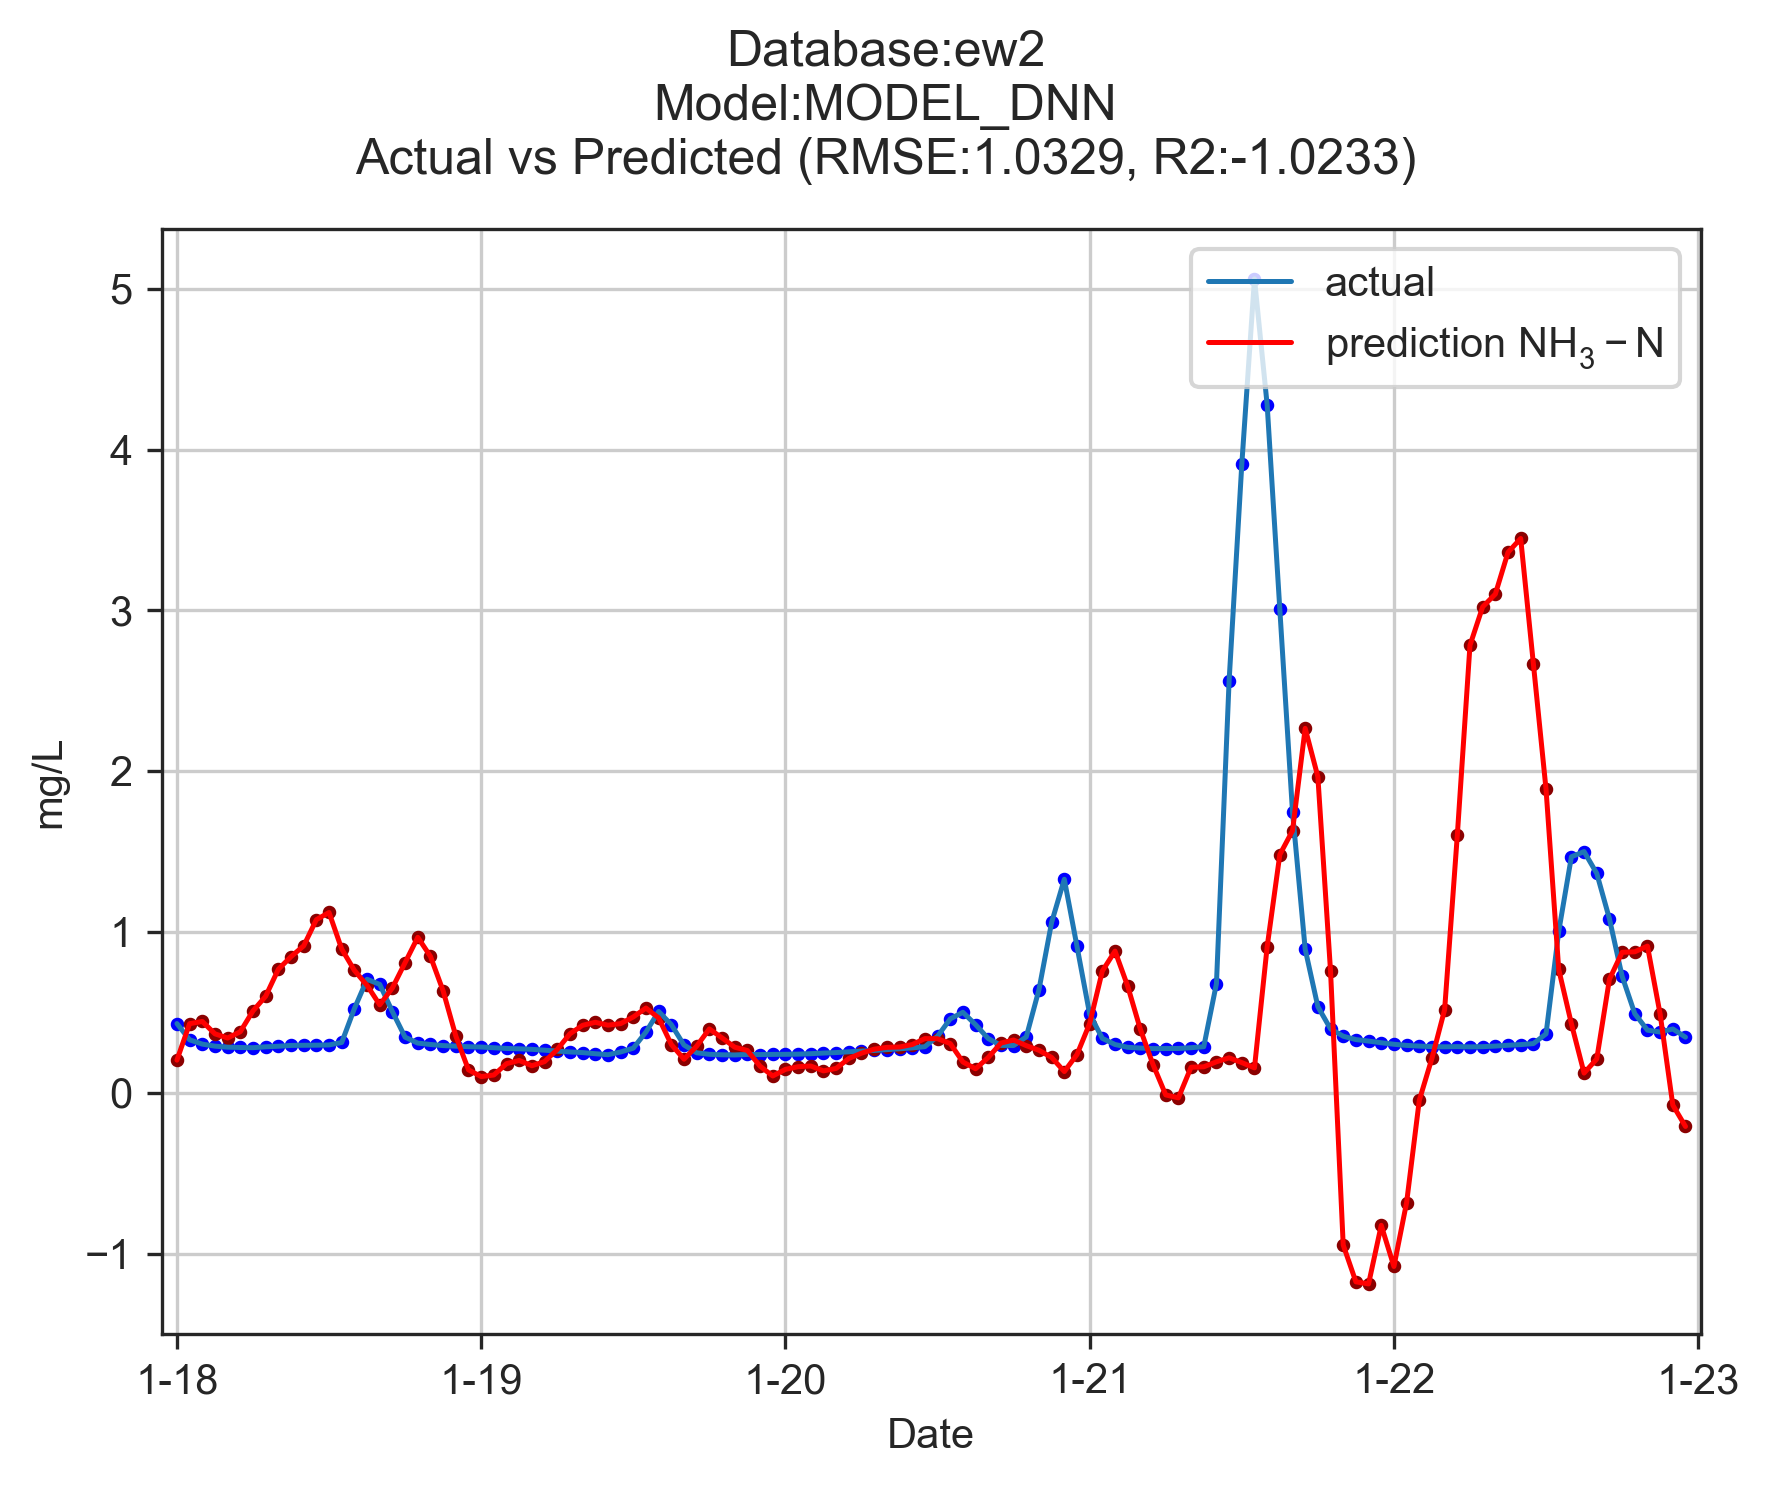 Database:ew2
Model:MODEL_DNN
Actual vs Predicted (RMSE:1.0329, R2:-1.0233)
actual
prediction NH₃ − N
5
4
3
2
1
0
−1
mg/L
1-18 1-19 1-20 1-21 1-22 1-23
Date